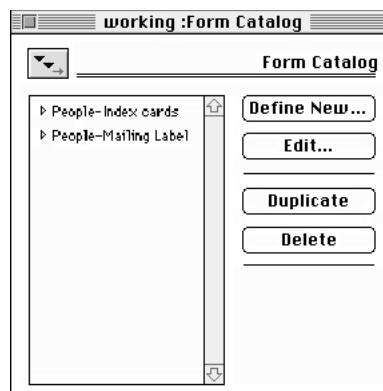 working :Form Catalog
Form Catalog
People-Index cards
People-Mailing Label
Define New...
Edit...
Duplicate
Delete